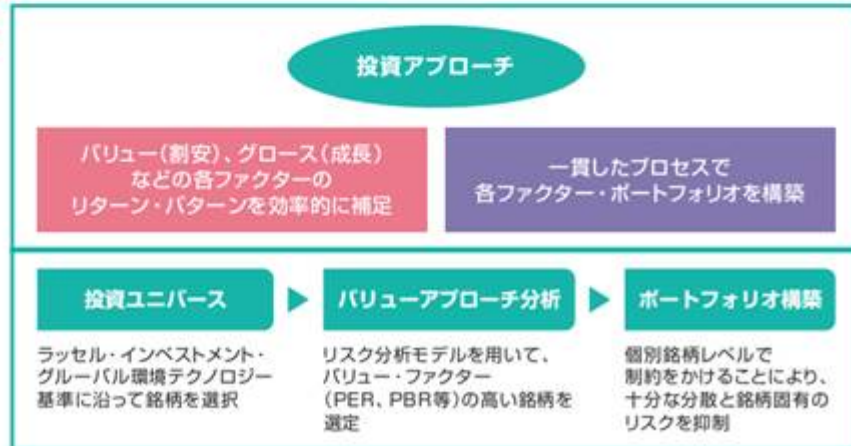 投資アプローチ
バリュー(割安)、グロース(成長)
などの各ファクターの
リターン・パターンを効率的に補足
一貫したプロセスで
各ファクター・ポートフォリオを構築
投資ユニバース
ラッセル・インベストメント・
グルーバル環境テクノロジー
基準に沿って銘柄を選択
バリューアプローチ分析
リスク分析モデルを用いて、
バリュー・ファクター
(PER、PBR等)の高い銘柄を
選定
ポートフォリオ構築
個別銘柄レベルで
制約をかけることにより、
十分な分散と銘柄固有の
リスクを抑制